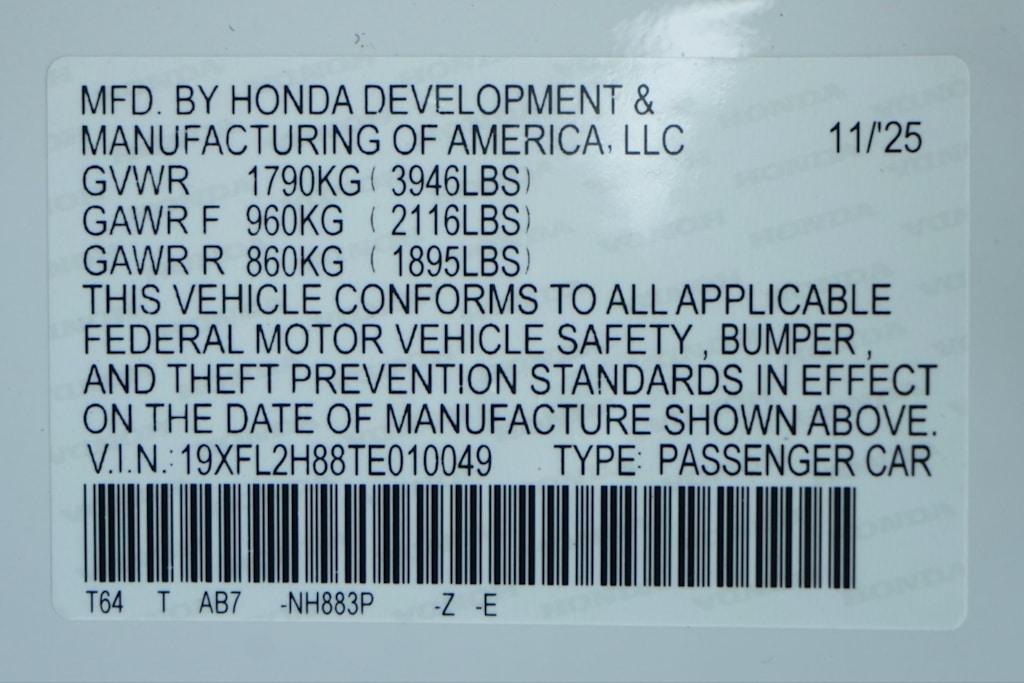 MFD. BY HONDA DEVELOPMENT &
MANUFACTURING OF AMERICA, LLC 11/'25
GVWR 1790KG ( 3946LBS)
GAWR F 960KG ( 2116LBS)
GAWR R 860KG ( 1895LBS)
THIS VEHICLE CONFORMS TO ALL APPLICABLE
FEDERAL MOTOR VEHICLE SAFETY , BUMPER ,
AND THEFT PREVENTION STANDARDS IN EFFECT
ON THE DATE OF MANUFACTURE SHOWN ABOVE.
V.I.N.: 19XFL2H88TE010049 TYPE: PASSENGER CAR
T64 T AB7 -NH883P -Z -E